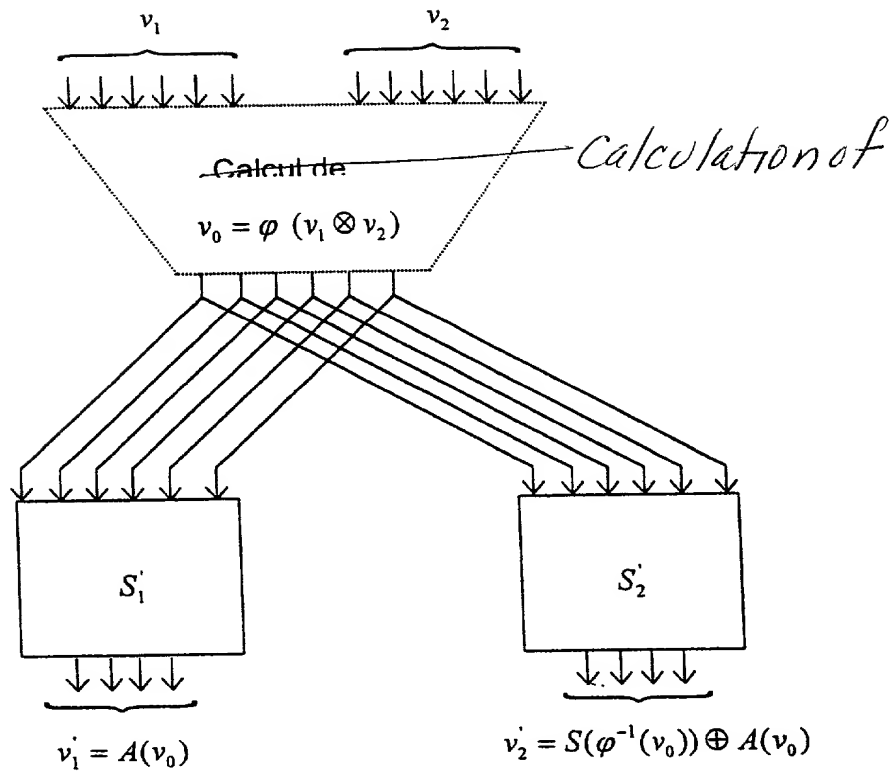 v₁ v₂
Calcul de Calculation of
v₀ = φ (v₁ ⊗ v₂)
S'₁ S'₂
v'₁ = A(v₀) v'₂ = S(φ⁻¹(v₀)) ⊕ A(v₀)